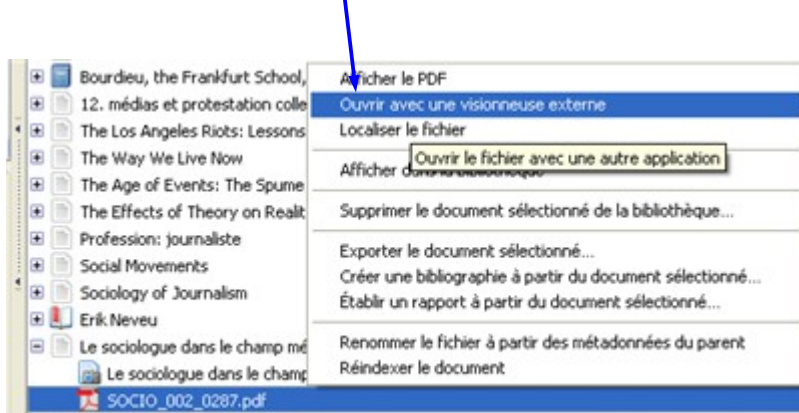 Bourdieu, the Frankfurt School,
12. médias et protestation colle
The Los Angeles Riots: Lessons
The Way We Live Now
The Age of Events: The Spume
The Effects of Theory on Realit
Profession: journaliste
Social Movements
Sociology of Journalism
Erik Neveu
Le sociologue dans le champ mé
Le sociologue dans le champ
SOCIO_002_0287.pdf
Afficher le PDF
Ouvrir avec une visionneuse externe
Localiser le fichier
Ouvrir le fichier avec une autre application
Afficher dans la bibliothèque
Supprimer le document sélectionné de la bibliothèque...
Exporter le document sélectionné...
Créer une bibliographie à partir du document sélectionné...
Établir un rapport à partir du document sélectionné...
Renommer le fichier à partir des métadonnées du parent
Réindexer le document